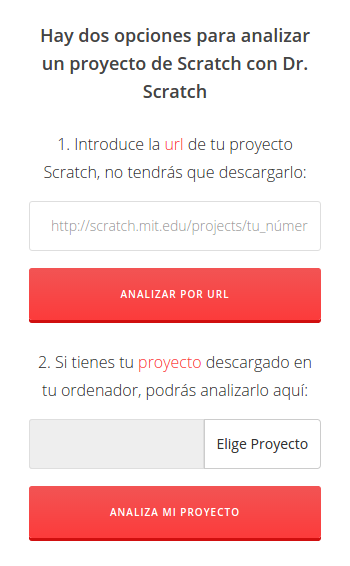 Hay dos opciones para analizar
un proyecto de Scratch con Dr.
Scratch
1. Introduce la url de tu proyecto
Scratch, no tendrás que descargarlo:
http://scratch.mit.edu/projects/tu_númer
ANALIZAR POR URL
2. Si tienes tu proyecto descargado en
tu ordenador, podrás analizarlo aquí:
Elige Proyecto
ANALIZA MI PROYECTO